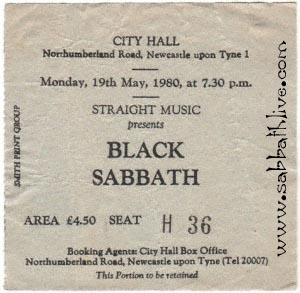 CITY HALL
Northumberland Road, Newcastle upon Tyne 1
Monday, 19th May, 1980, at 7.30 p.m.
STRAIGHT MUSIC
presents
BLACK
SABBATH
AREA £4.50 SEAT H 36
Booking Agents: City Hall Box Office
Northumberland Road, Newcastle upon Tyne (Tel 20007)
This Portion to be retained
SMITH PRINT GROUP
www.sabbathlive.com